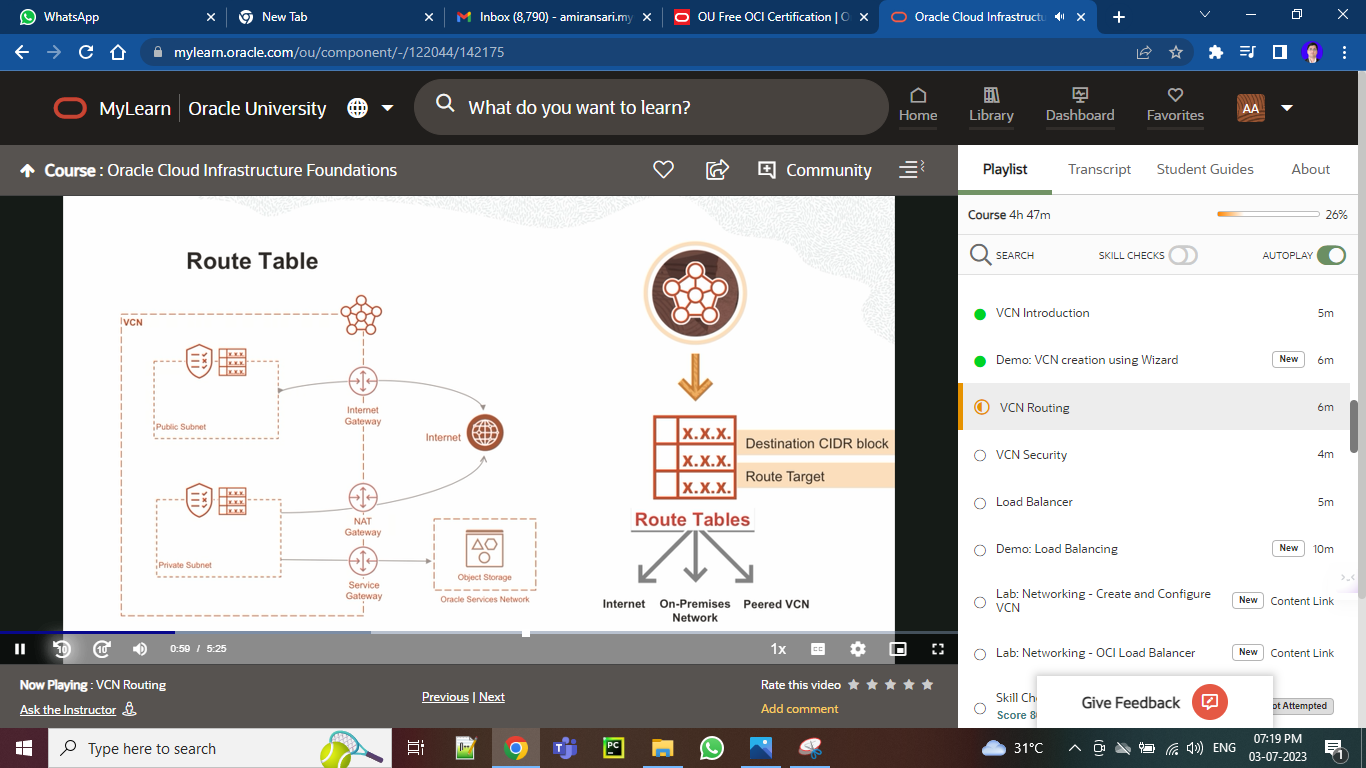 WhatsApp
New Tab
Inbox (8,790) - amiransari.my
OU Free OCI Certification | O
Oracle Cloud Infrastructu
mylearn.oracle.com/ou/component/-/122044/142175
MyLearn | Oracle University
What do you want to learn?
Home
Library
Dashboard
Favorites
AA
Course : Oracle Cloud Infrastructure Foundations
Community
Route Table
VCN
Public Subnet
Internet
Gateway
Internet
NAT
Gateway
Private Subnet
Service
Gateway
Object Storage
Oracle Services Network
x.x.x.
x.x.x.
x.x.x.
Destination CIDR block
Route Target
Route Tables
Internet
On-Premises
Network
Peered VCN
10
10
0:59 / 5:25
1x
CC
Now Playing : VCN Routing
Ask the Instructor
Previous | Next
Rate this video
Add comment
Playlist
Transcript
Student Guides
About
Course 4h 47m
26%
SEARCH
SKILL CHECKS
AUTOPLAY
VCN Introduction 5m
Demo: VCN creation using Wizard New 6m
VCN Routing 6m
VCN Security 4m
Load Balancer 5m
Demo: Load Balancing New 10m
Lab: Networking - Create and Configure
VCN New Content Link
Lab: Networking - OCI Load Balancer New Content Link
Skill Ch
Score 8
ot Attempted
Give Feedback
Type here to search
PC
31°C
ENG
07:19 PM
03-07-2023
1